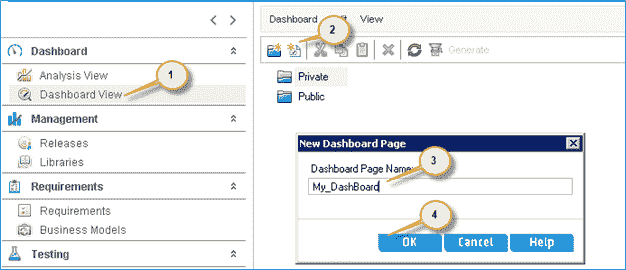 Dashboard
Analysis View
Dashboard View
1
Management
Releases
Libraries
Requirements
Requirements
Business Models
Testing
Dashboard View
2
Generate
Private
Public
New Dashboard Page
Dashboard Page Name:
3
My_DashBoard
4
OK Cancel Help